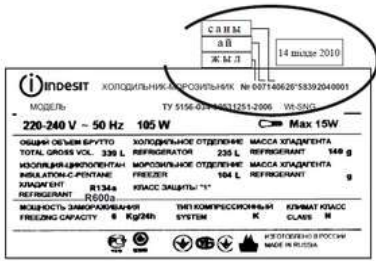 саны
ай
жыл
14 шілде 2010
INDESIT ХОЛОДИЛЬНИК-МОРОЗИЛЬНИК № 007140626*58392040001
МОДЕЛЬ ТУ 5156-034-00531251-2006 Wt-SNG
220-240 V ~ 50 Hz 105 W Max 15W
ОБЩИЙ ОБЪЕМ БРУТТО ХОЛОДИЛЬНОЕ ОТДЕЛЕНИЕ МАССА ХЛАДАГЕНТА
TOTAL GROSS VOL. 339 L REFRIGERATOR 235 L REFRIGERANT 140 g
ИЗОЛЯЦИЯ-ЦИКЛОПЕНТАН МОРОЗИЛЬНОЕ ОТДЕЛЕНИЕ МАССА ХЛАДАГЕНТА
INSULATION-C-PENTANE FREEZER 104 L REFRIGERANT g
ХЛАДАГЕНТ R134a КЛАСС ЗАЩИТЫ "1"
REFRIGERANT R600a
МОЩНОСТЬ ЗАМОРАЖИВАНИЯ ТИП КОМПРЕССИОННЫЙ КЛИМАТ КЛАСС
FREEZING CAPACITY 6 Kg/24h SYSTEM K CLASS N
ИЗГОТОВЛЕНО В РОССИИ
MADE IN RUSSIA